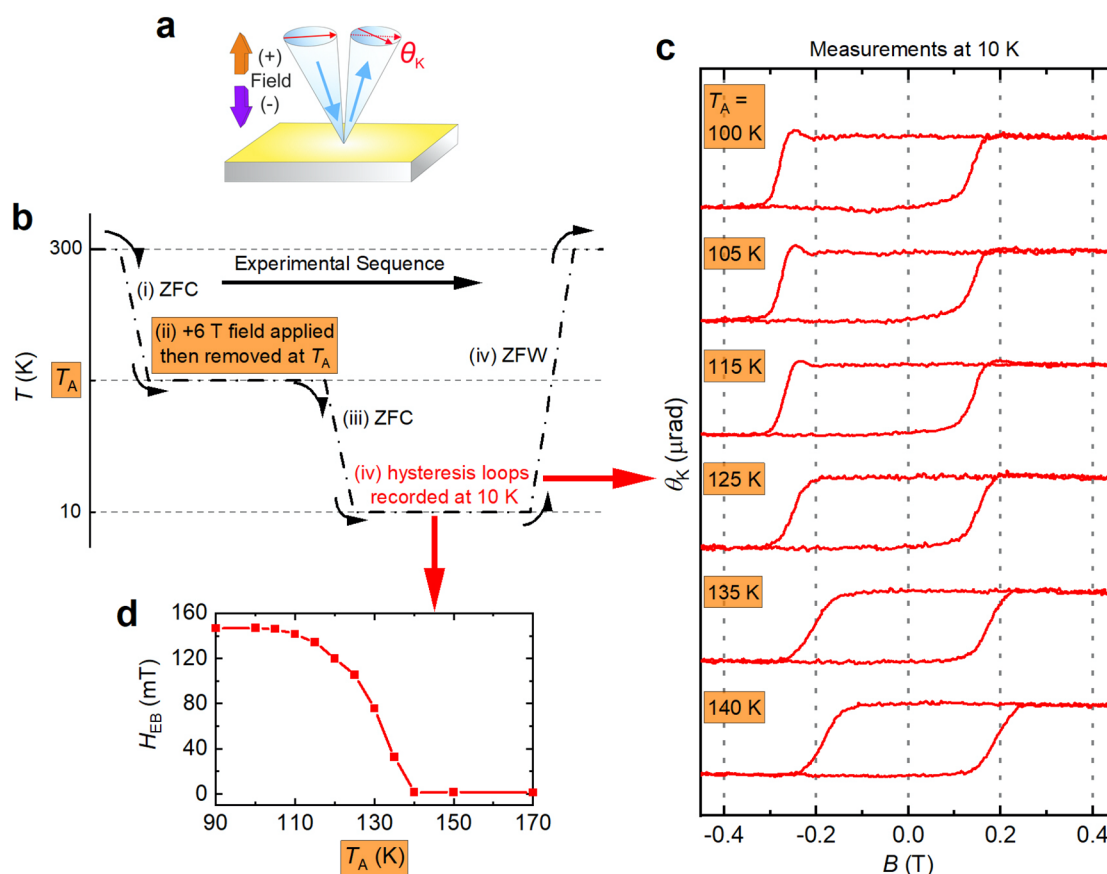 a
(+)
Field
(-)
θK
b
300
Experimental Sequence
(i) ZFC
(ii) +6 T field applied
then removed at TA
(iv) ZFW
T (K)
TA
(iii) ZFC
(iv) hysteresis loops
recorded at 10 K
10
c
Measurements at 10 K
TA =
100 K
105 K
115 K
125 K
135 K
140 K
θK (μrad)
-0.4
-0.2
0.0
0.2
0.4
B (T)
d
160
120
80
40
0
HEB (mT)
90
110
130
150
170
TA (K)